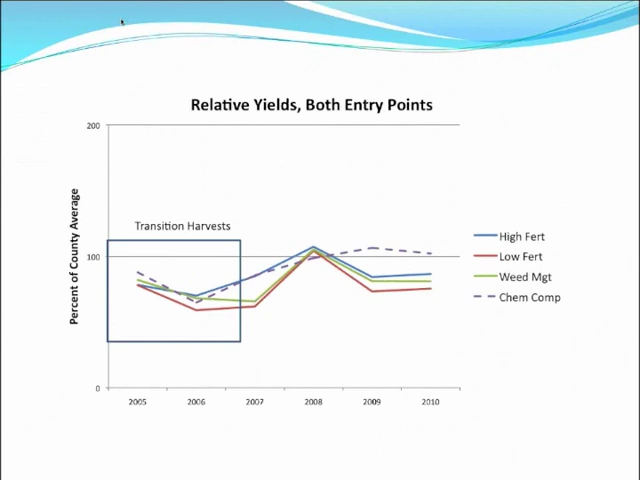 Relative Yields, Both Entry Points
200
Transition Harvests
100
0
Percent of County Average
2005 2006 2007 2008 2009 2010
High Fert
Low Fert
Weed Mgt
Chem Comp